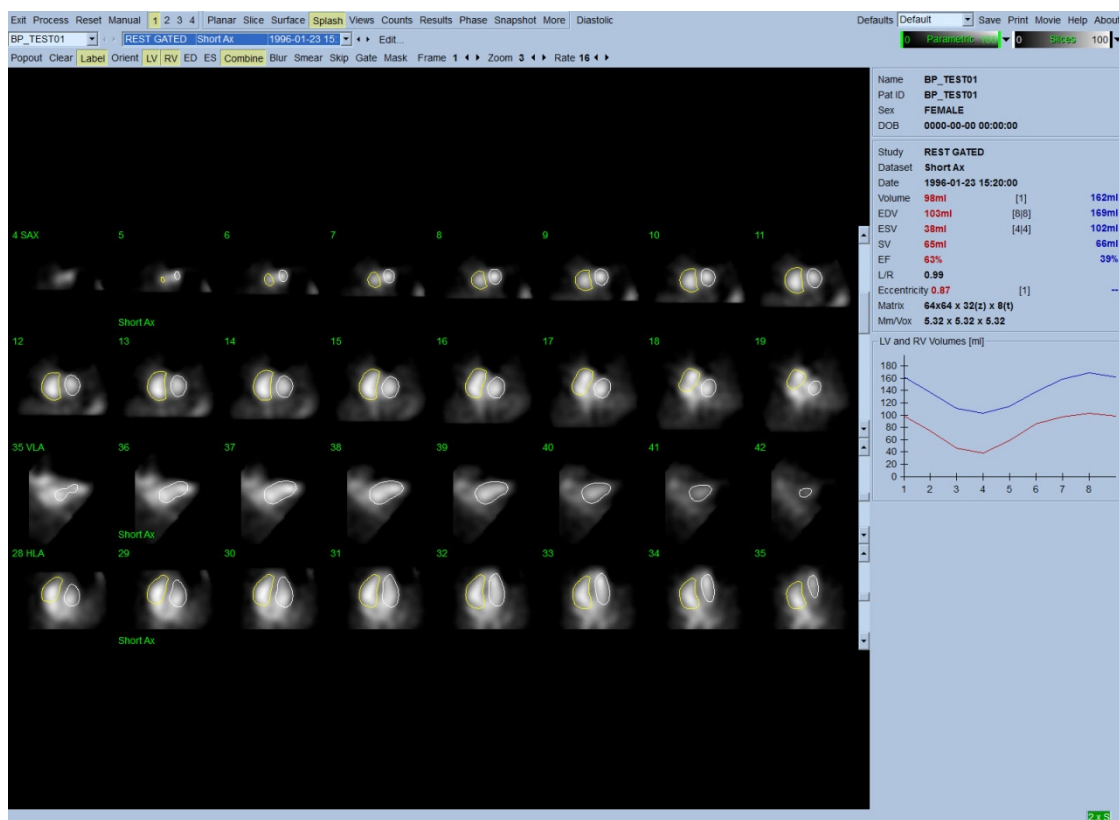 Exit Process Reset Manual 1 2 3 4 Planar Slice Surface Splash Views Counts Results Phase Snapshot More Diastolic Defaults Default Save Print Movie Help About
BP_TEST01 REST GATED Short Ax 1996-01-23 15: Edit... 0 Parametric 100 0 Slices 100
Popout Clear Label Orient LV RV ED ES Combine Blur Smear Skip Gate Mask Frame 1 Zoom 3 Rate 16
4 SAX 5 6 7 8 9 10 11
Short Ax
12 13 14 15 16 17 18 19
35 VLA 36 37 38 39 40 41 42
Short Ax
28 HLA 29 30 31 32 33 34 35
Short Ax
Name BP_TEST01
Pat ID BP_TEST01
Sex FEMALE
DOB 0000-00-00 00:00:00
Study REST GATED
Dataset Short Ax
Date 1996-01-23 15:20:00
Volume 98ml [1] 162ml
EDV 103ml [8|8] 169ml
ESV 38ml [4|4] 102ml
SV 65ml 66ml
EF 63% 39%
L/R 0.99
Eccentricity 0.87 [1] --
Matrix 64x64 x 32(z) x 8(t)
Mm/Vox 5.32 x 5.32 x 5.32
LV and RV Volumes [ml]
180
160
140
120
100
80
60
40
20
0
1 2 3 4 5 6 7 8
2 x S